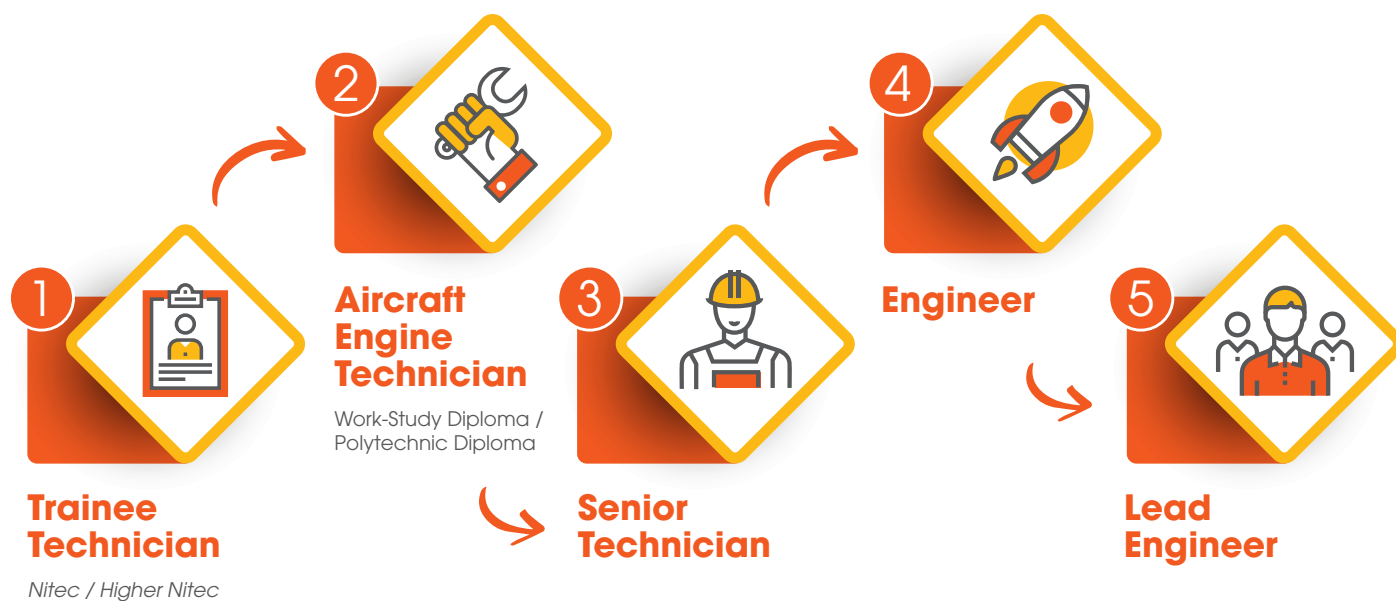 1
Trainee
Technician
Nitec / Higher Nitec
2
Aircraft
Engine
Technician
Work-Study Diploma /
Polytechnic Diploma
3
Senior
Technician
4
Engineer
5
Lead
Engineer